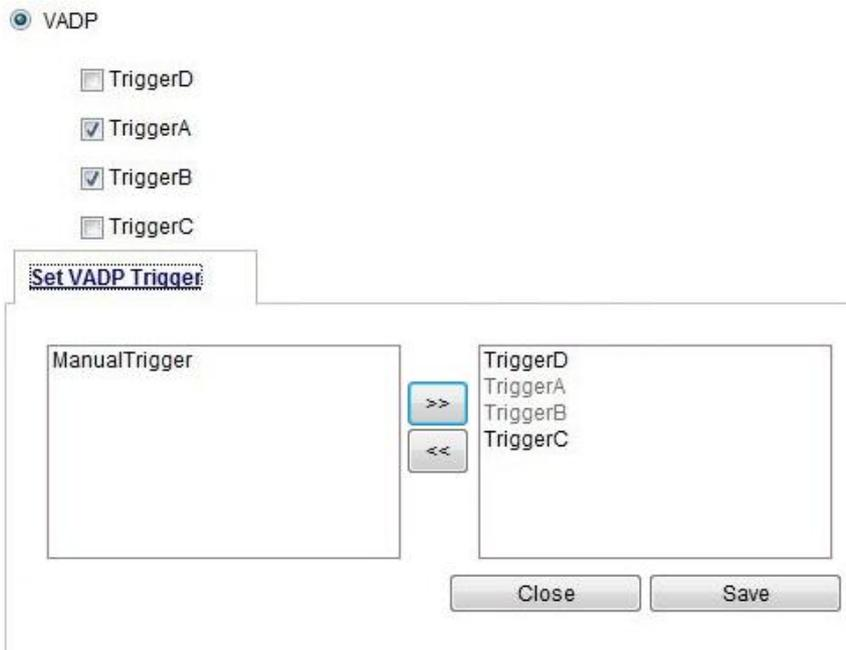 VADP
TriggerD
TriggerA
TriggerB
TriggerC
Set VADP Trigger
ManualTrigger
TriggerD
TriggerA
TriggerB
TriggerC
>>
<<
Close
Save